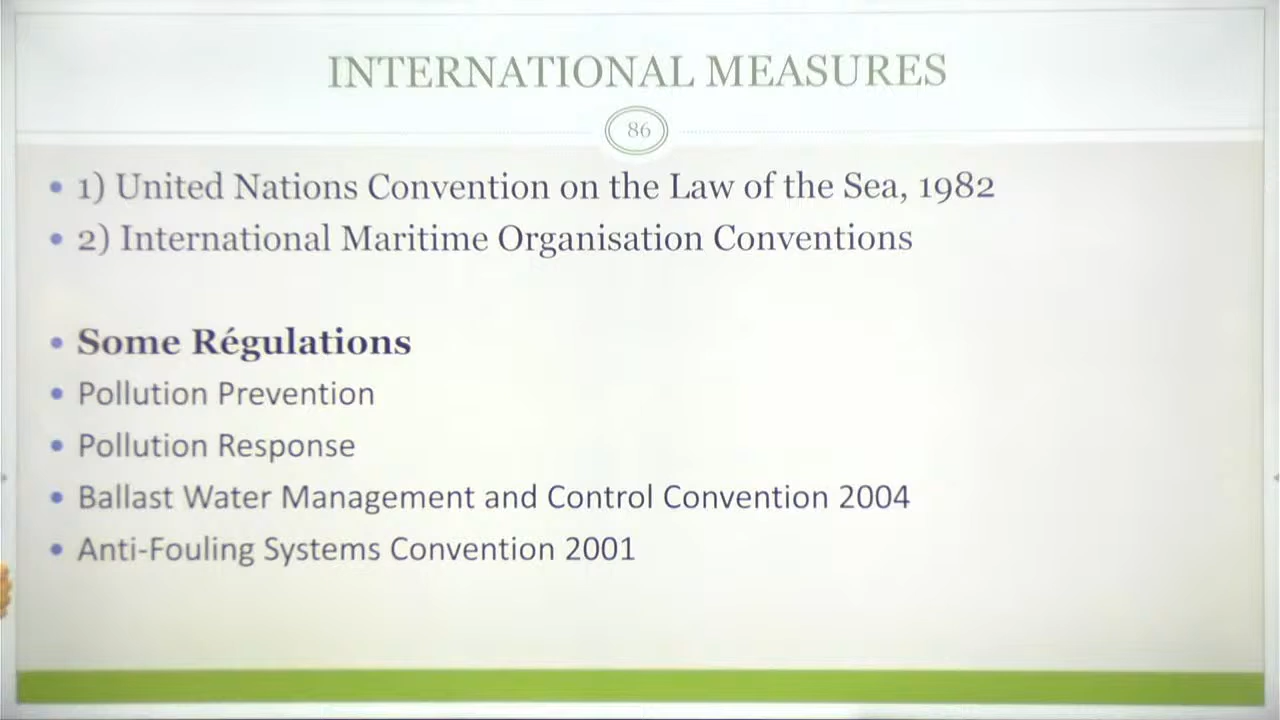 INTERNATIONAL MEASURES
86
• 1) United Nations Convention on the Law of the Sea, 1982
• 2) International Maritime Organisation Conventions
• Some Régulations
• Pollution Prevention
• Pollution Response
• Ballast Water Management and Control Convention 2004
• Anti-Fouling Systems Convention 2001